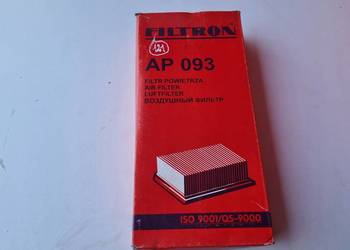 FILTRON
AP 093
FILTR POWIETRZA
AIR FILTER
LUFTFILTER
ВОЗДУШНЫЙ ФИЛЬТР
ISO 9001/QS-9000